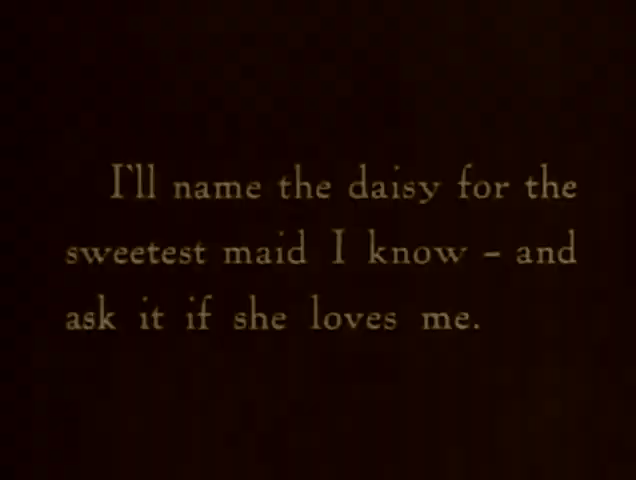 I'll name the daisy for the
sweetest maid I know – and
ask it if she loves me.